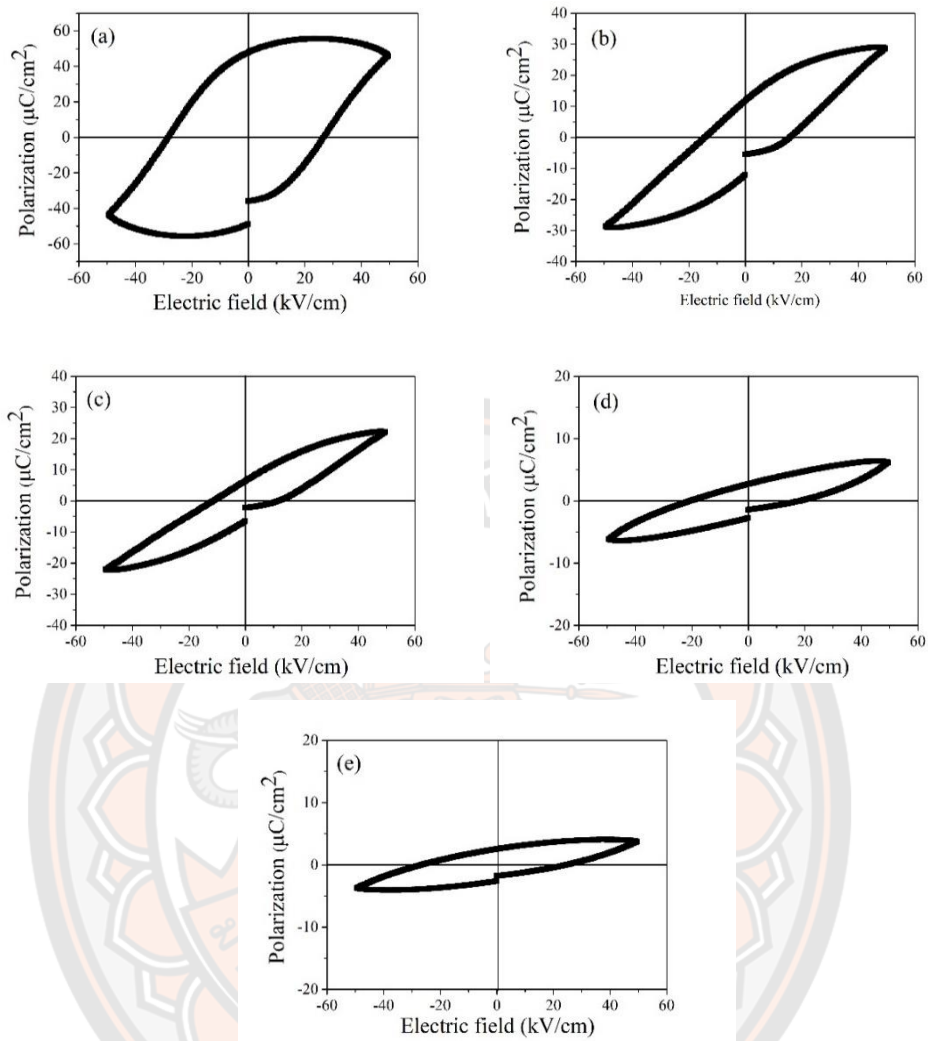 (a)
60
40
20
0
-20
-40
-60
-60 -40 -20 0 20 40 60
Polarization (μC/cm²)
Electric field (kV/cm)
(b)
40
30
20
10
0
-10
-20
-30
-40
-60 -40 -20 0 20 40 60
Polarization (μC/cm²)
Electric field (kV/cm)
(c)
40
30
20
10
0
-10
-20
-30
-40
-60 -40 -20 0 20 40 60
Polarization (μC/cm²)
Electric field (kV/cm)
(d)
20
10
0
-10
-20
-60 -40 -20 0 20 40 60
Polarization (μC/cm²)
Electric field (kV/cm)
(e)
20
10
0
-10
-20
-60 -40 -20 0 20 40 60
Polarization (μC/cm²)
Electric field (kV/cm)